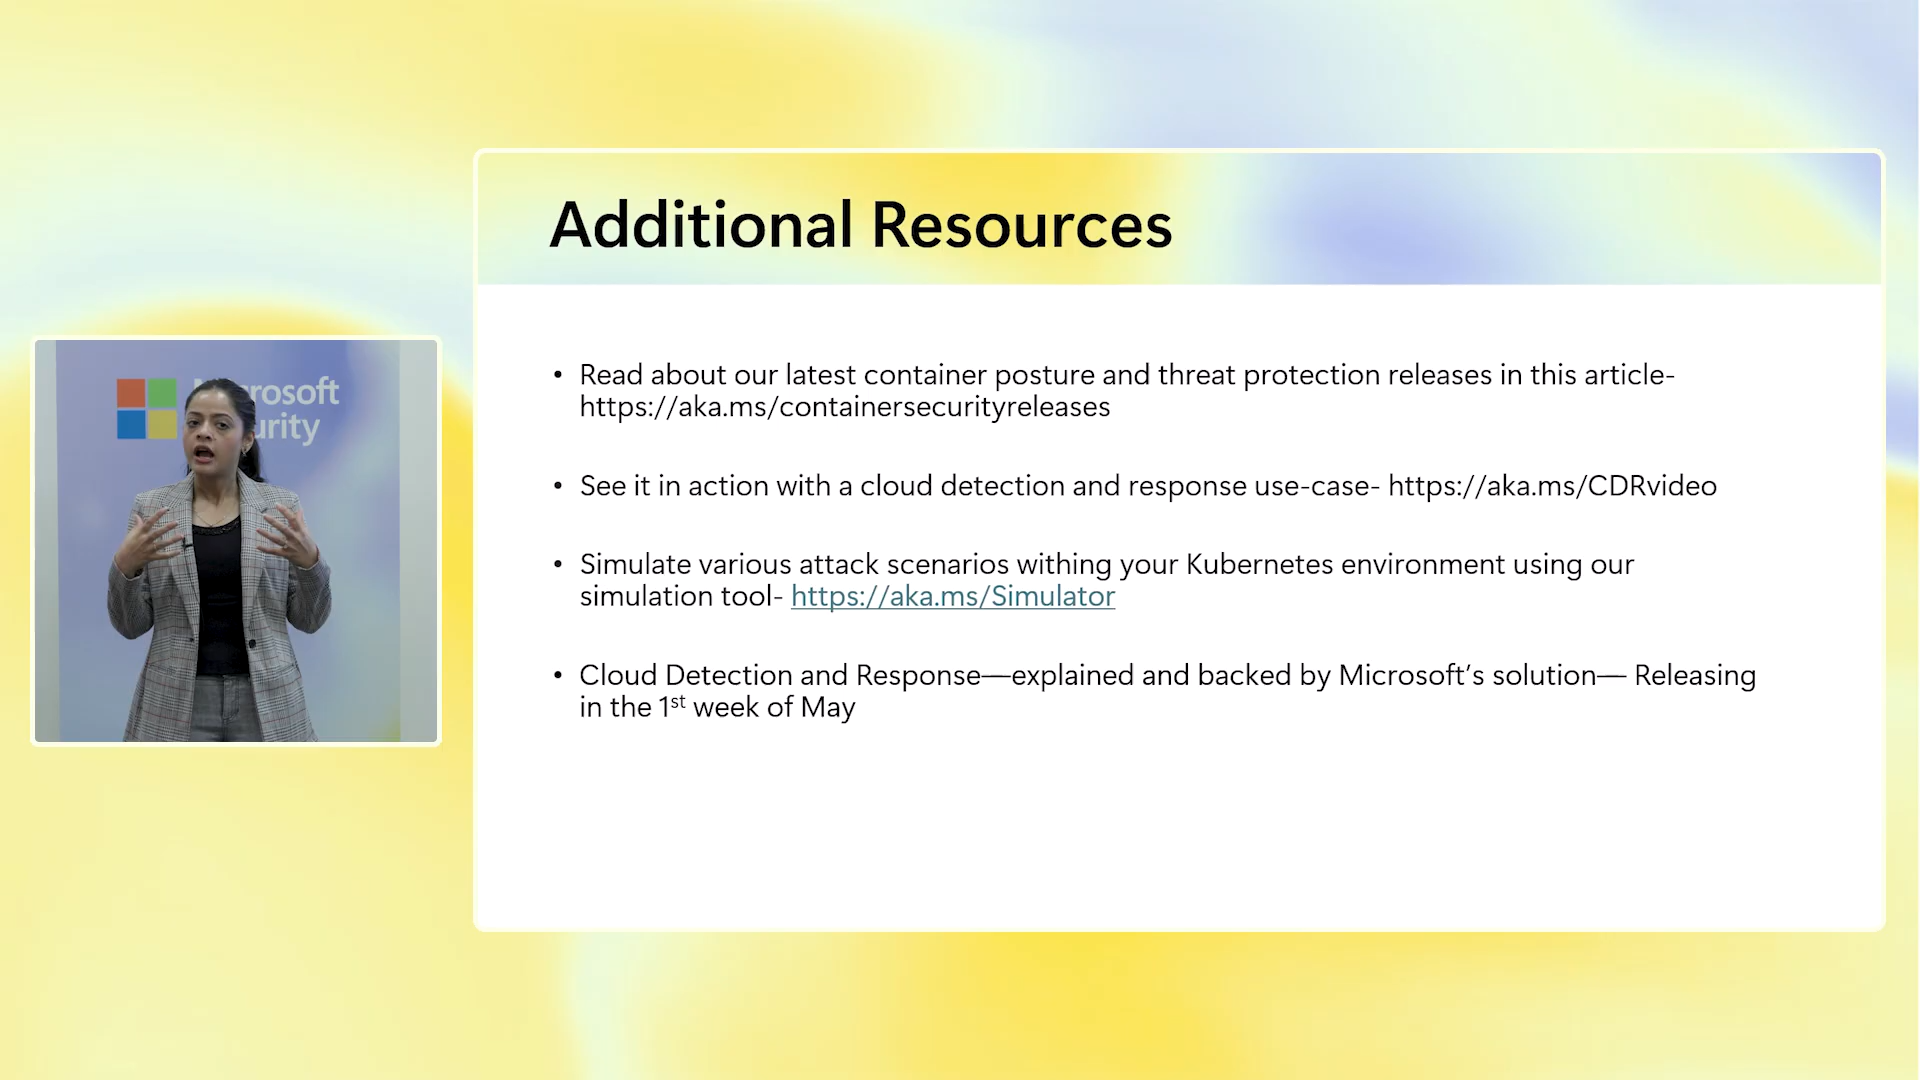 Microsoft
Security
Additional Resources
• Read about our latest container posture and threat protection releases in this article-
https://aka.ms/containersecurityreleases
• See it in action with a cloud detection and response use-case- https://aka.ms/CDRvideo
• Simulate various attack scenarios withing your Kubernetes environment using our
simulation tool- https://aka.ms/Simulator
• Cloud Detection and Response—explained and backed by Microsoft’s solution— Releasing
in the 1st week of May